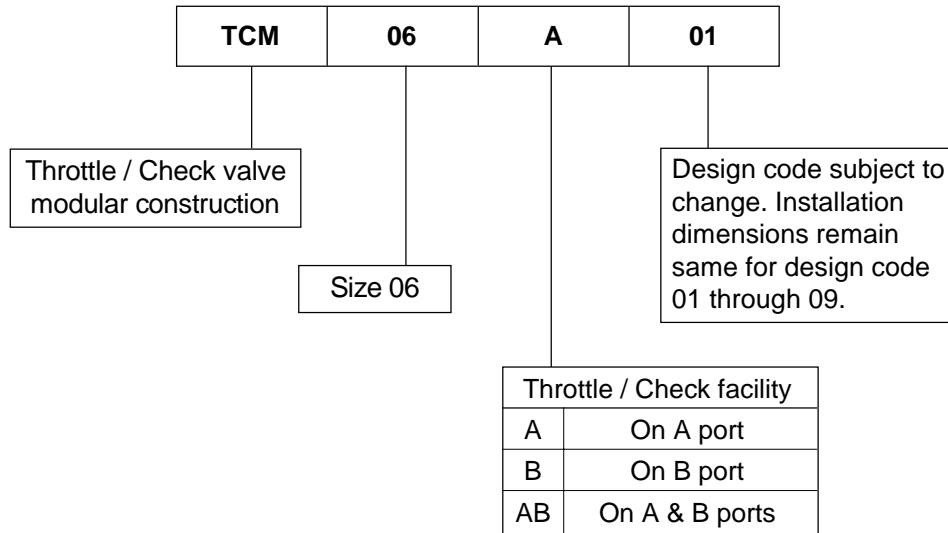 TCM 06 A 01
Throttle / Check valve
modular construction
Design code subject to
change. Installation
dimensions remain
same for design code
01 through 09.
Size 06
Throttle / Check facility
A On A port
B On B port
AB On A & B ports